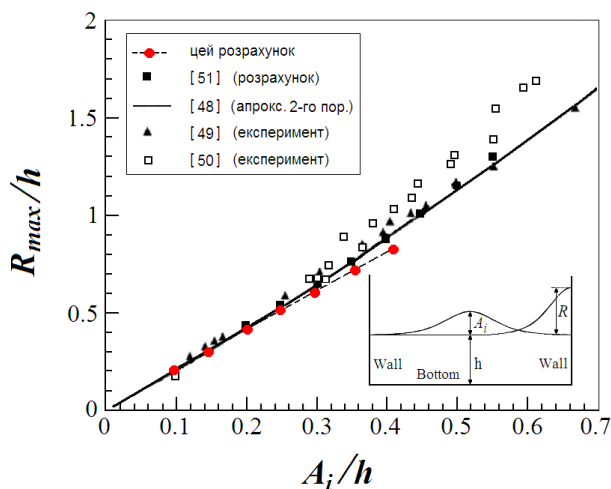 2
1.5
1
0.5
0
0
0.1
0.2
0.3
0.4
0.5
0.6
0.7
R_max/h
A_i/h
цей розрахунок
[51] (розрахунок)
[48] (апрокс. 2-го пор.)
[49] (експеримент)
[50] (експеримент)
A_i
R
h
Wall
Bottom
Wall